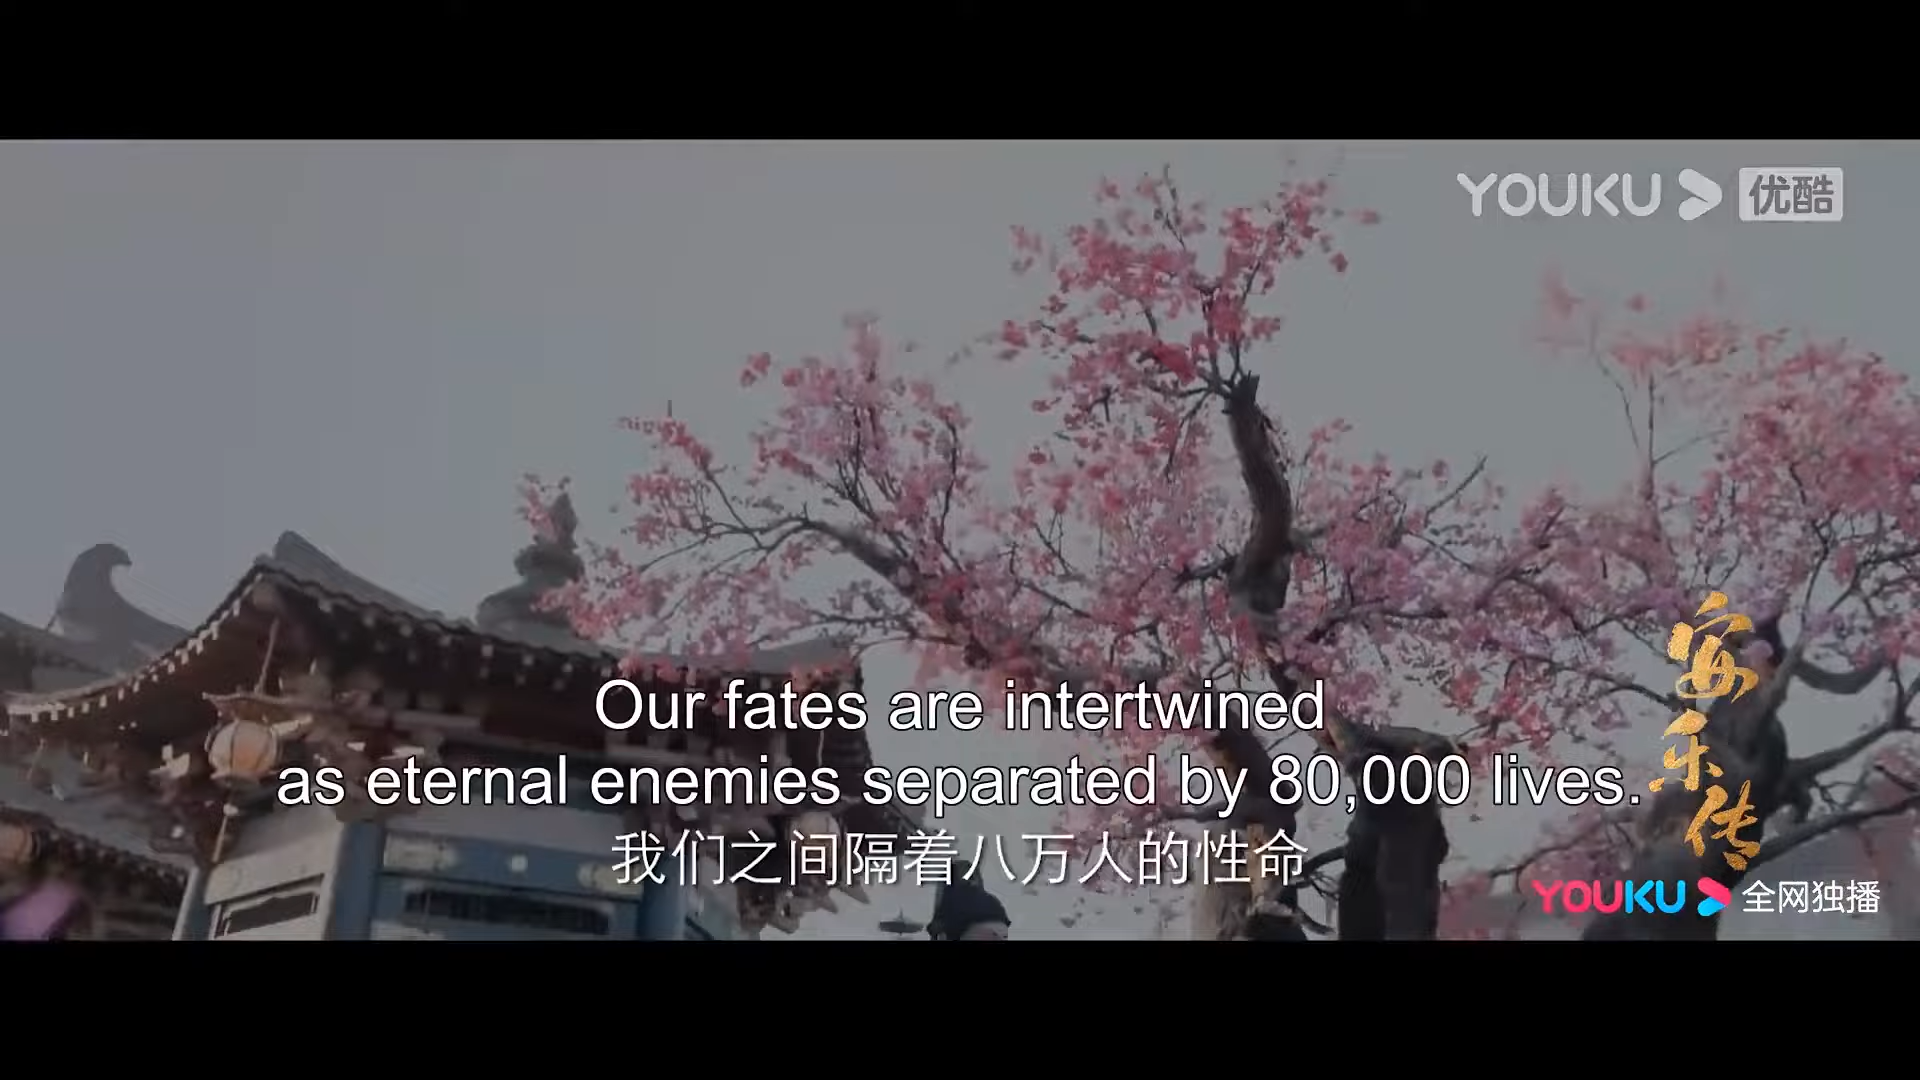 YOUKU 优酷
Our fates are intertwined
as eternal enemies separated by 80,000 lives.
我们之间隔着八万人的性命
安乐传
YOUKU 全网独播